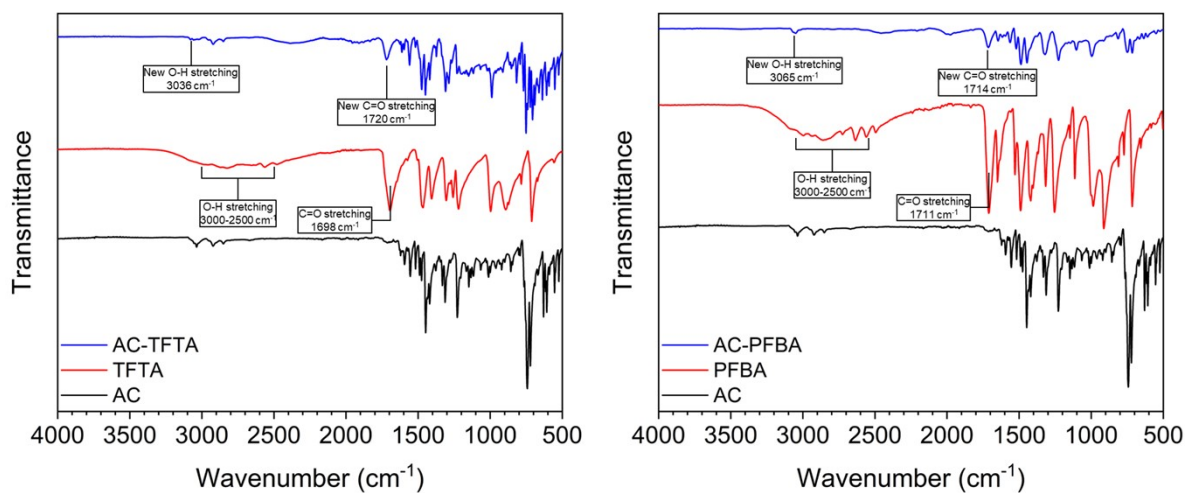 New O-H stretching
3036 cm⁻¹
New C=O stretching
1720 cm⁻¹
O-H stretching
3000-2500 cm⁻¹
C=O stretching
1698 cm⁻¹
Transmittance
AC-TFTA
TFTA
AC
4000 3500 3000 2500 2000 1500 1000 500
Wavenumber (cm⁻¹)
New O-H stretching
3065 cm⁻¹
New C=O stretching
1714 cm⁻¹
O-H stretching
3000-2500 cm⁻¹
C=O stretching
1711 cm⁻¹
Transmittance
AC-PFBA
PFBA
AC
4000 3500 3000 2500 2000 1500 1000 500
Wavenumber (cm⁻¹)